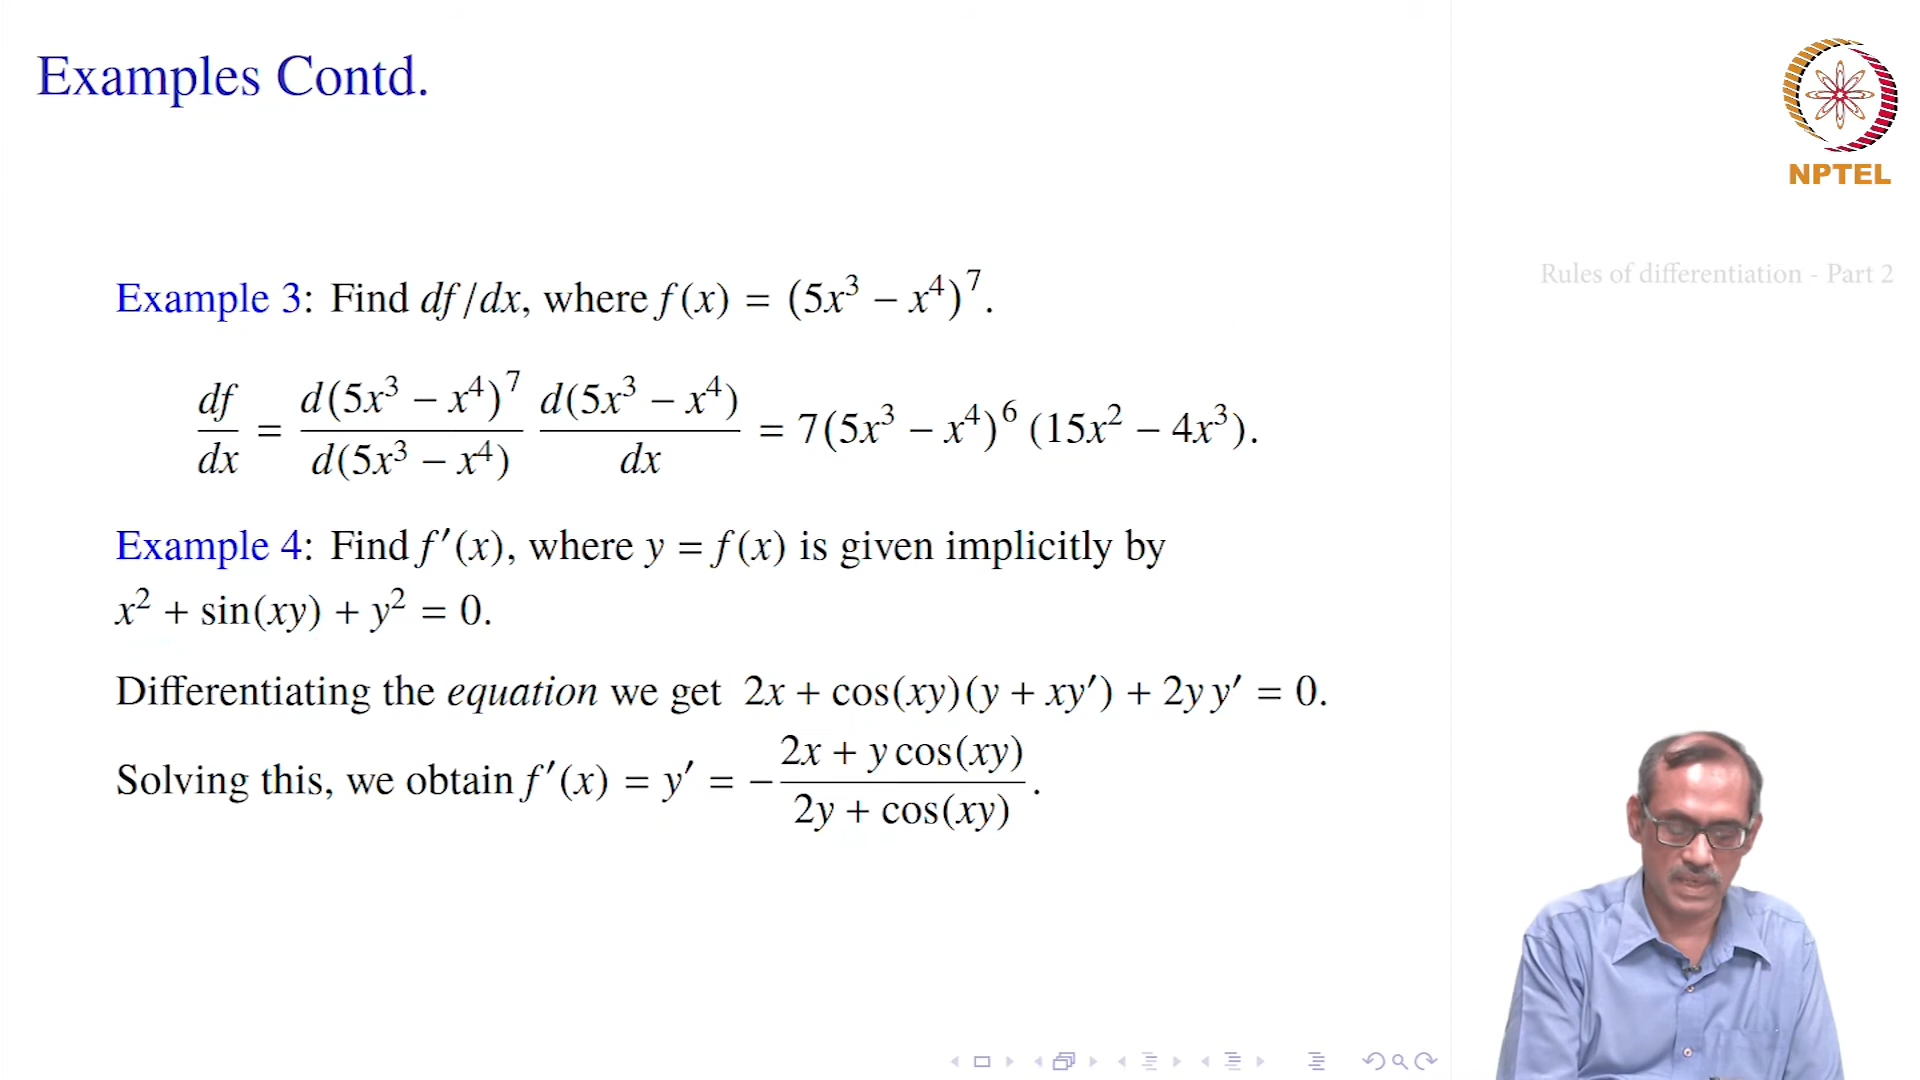 Examples Contd.
NPTEL
Rules of differentiation - Part 2
Example 3: Find df/dx, where f(x) = (5x³ − x⁴)⁷.
df/dx = d(5x³ − x⁴)⁷/d(5x³ − x⁴) d(5x³ − x⁴)/dx = 7(5x³ − x⁴)⁶ (15x² − 4x³).
Example 4: Find f′(x), where y = f(x) is given implicitly by
x² + sin(xy) + y² = 0.
Differentiating the equation we get 2x + cos(xy)(y + xy′) + 2y y′ = 0.
Solving this, we obtain f′(x) = y′ = −(2x + y cos(xy))/(2y + cos(xy)).